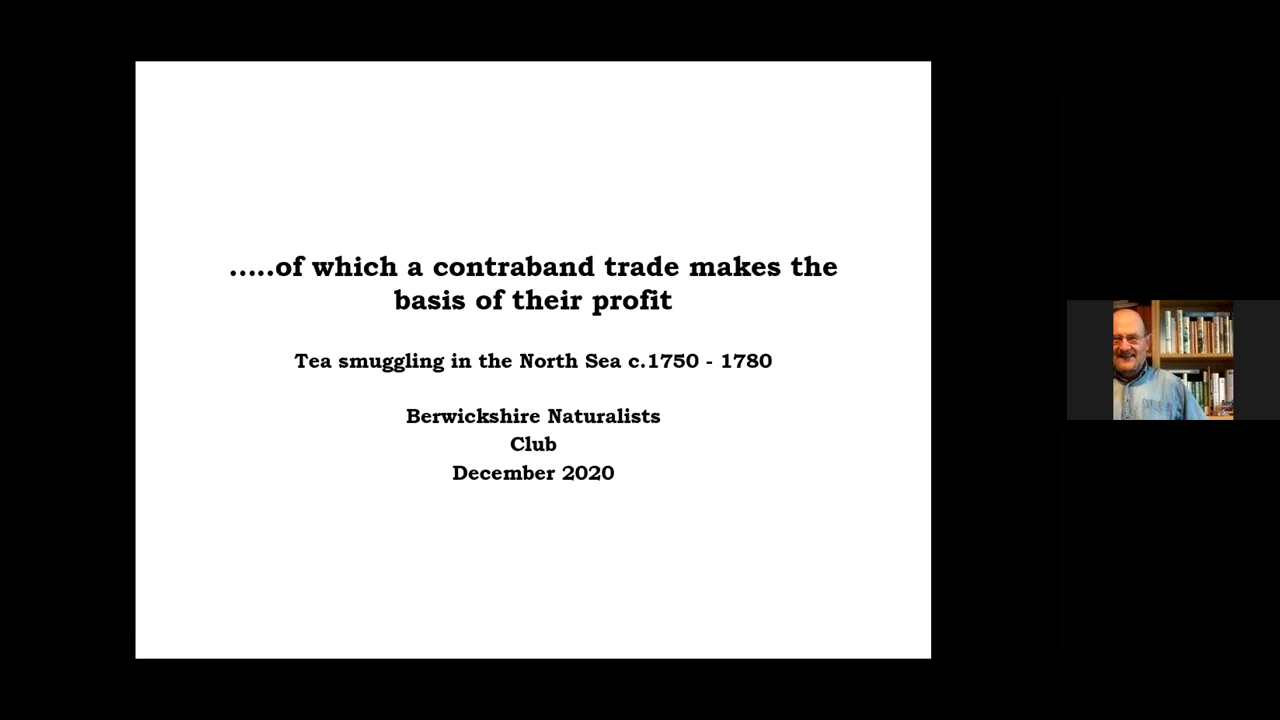 .....of which a contraband trade makes the
basis of their profit
Tea smuggling in the North Sea c.1750 - 1780
Berwickshire Naturalists
Club
December 2020